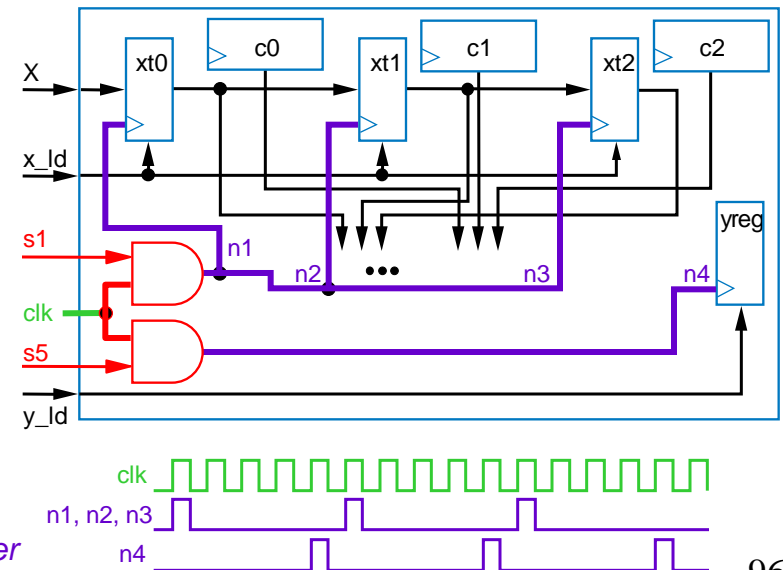 c0 c1 c2
xt0 xt1 xt2
X
x_ld
yreg
s1
n1
n2 ••• n3 n4
clk
s5
y_ld
clk
n1, n2, n3
er
n4